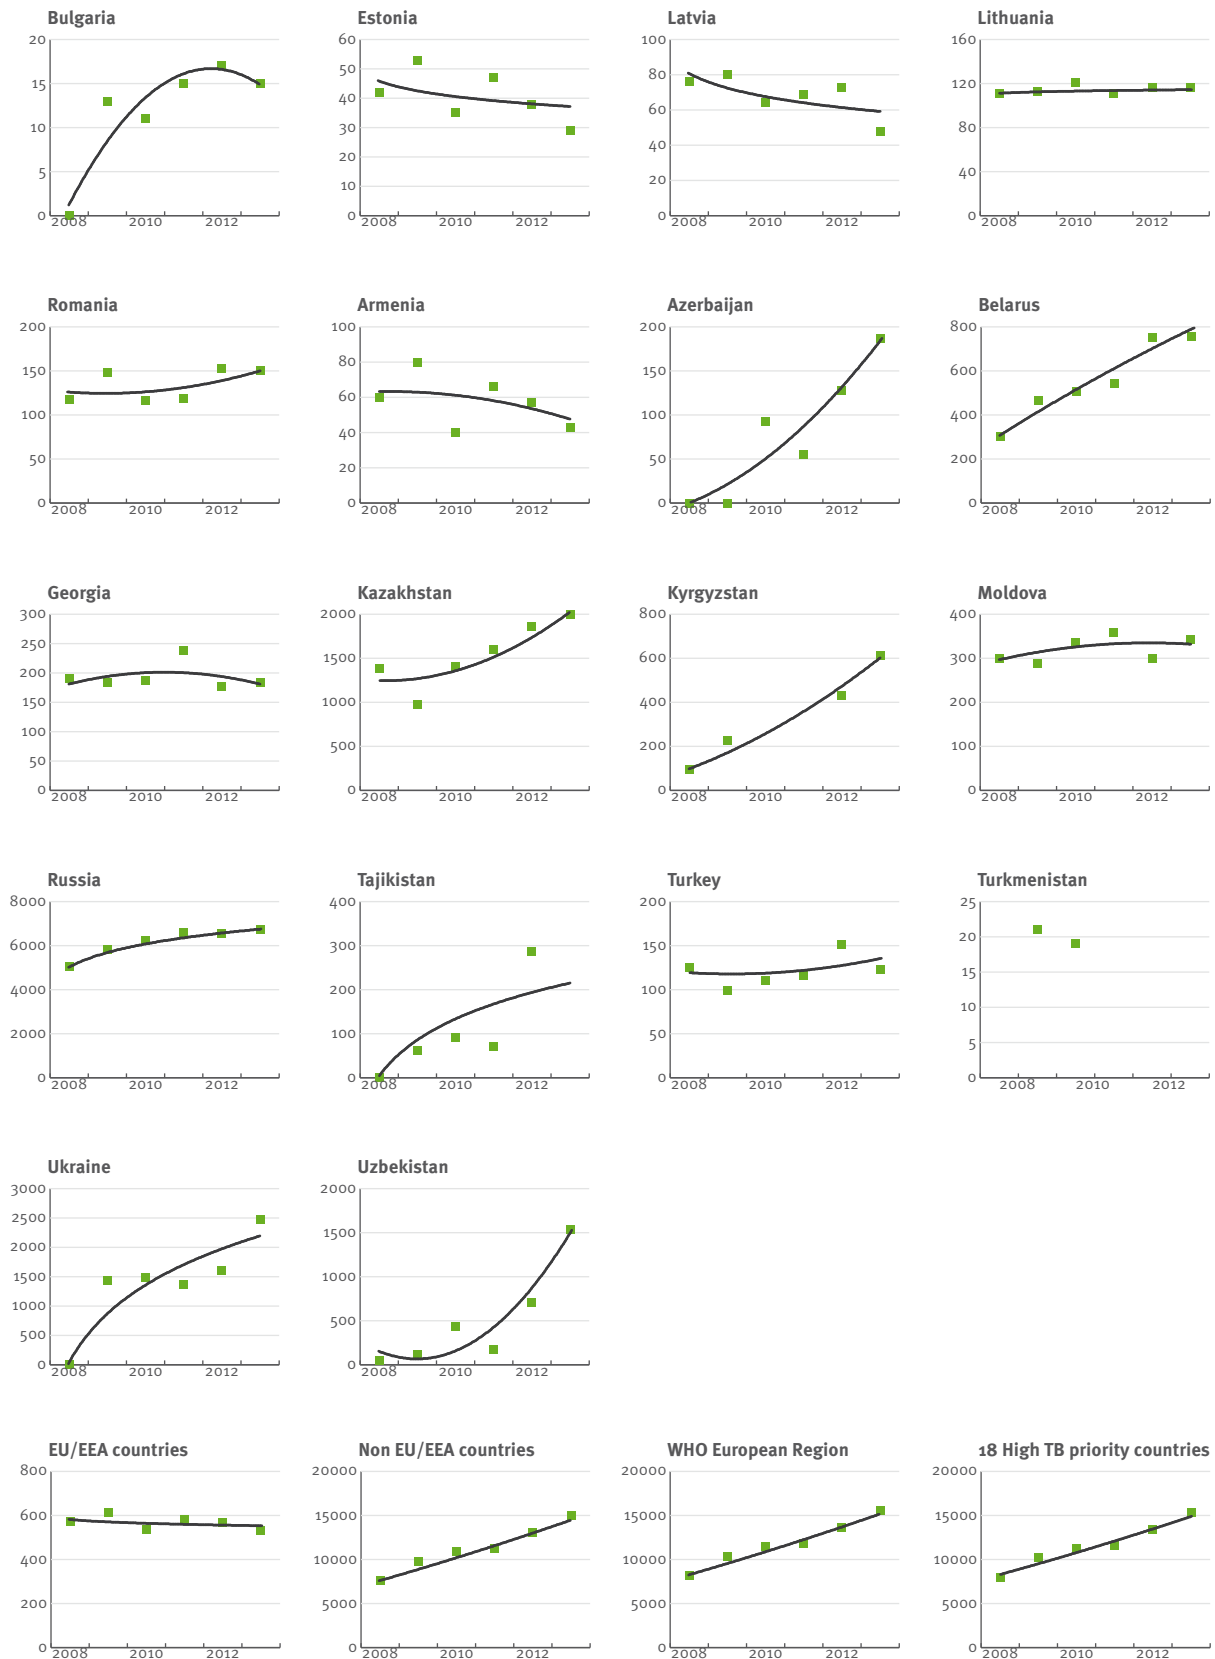 Bulgaria Estonia Latvia Lithuania
20 60 100 160
50
15 80 120
40
10 60
30 80
40
20
5 40
20
10
0 0 0 0
2008 2010 2012 2008 2010 2012 2008 2010 2012 2008 2010 2012
Romania Armenia Azerbaijan Belarus
200 100 200 800
80
150 150 600
60
100 100 400
40
50 50 200
20
0 0 0 0
2008 2010 2012 2008 2010 2012 2008 2010 2012 2008 2010 2012
Georgia Kazakhstan Kyrgyzstan Moldova
300 2000 800 400
250
1500 600 300
200
150 1000 400 200
100
500 200 100
50
0 0 0 0
2008 2010 2012 2008 2010 2012 2008 2010 2012 2008 2010 2012
Russia Tajikistan Turkey Turkmenistan
8000 400 200 25
20
6000 300 150
15
4000 200 100
10
2000 100 50
5
0 0 0 0
2008 2010 2012 2008 2010 2012 2008 2010 2012 2008 2010 2012
Ukraine Uzbekistan
3000 2000
2500
1500
2000
1500 1000
1000
500
500
0 0
2008 2010 2012 2008 2010 2012
EU/EEA countries Non EU/EEA countries WHO European Region 18 High TB priority countries
800 20000 20000 20000
600 15000 15000 15000
400 10000 10000 10000
200 5000 5000 5000
0 0 0 0
2008 2010 2012 2008 2010 2012 2008 2010 2012 2008 2010 2012